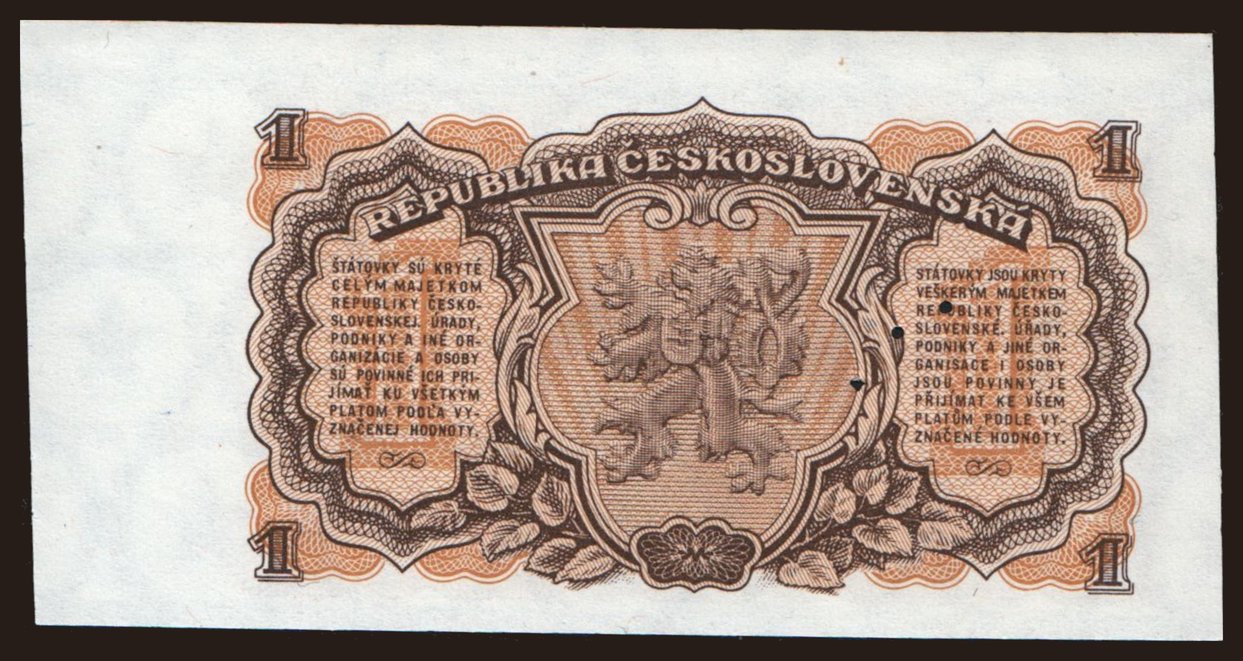 1
1
REPUBLIKA ČESKOSLOVENSKÁ
ŠTÁTOVKY SÚ KRYTÉ
CELÝM MAJETKOM
REPUBLIKY ČESKO-
SLOVENSKEJ. ÚRADY,
PODNIKY A INÉ OR-
GANIZÁCIE A OSOBY
SÚ POVINNÉ ICH PRI-
JÍMAŤ KU VŠETKÝM
PLATOM PODĽA VY-
ZNAČENEJ HODNOTY.
STÁTOVKY JSOU KRYTY
VEŠKERÝM MAJETKEM
REPUBLIKY ČESKO-
SLOVENSKÉ. ÚŘADY,
PODNIKY A JINÉ OR-
GANISACE I OSOBY
JSOU POVINNY JE
PŘIJÍMAT KE VŠEM
PLATŮM PODLE VY-
ZNAČENÉ HODNOTY.
1
1